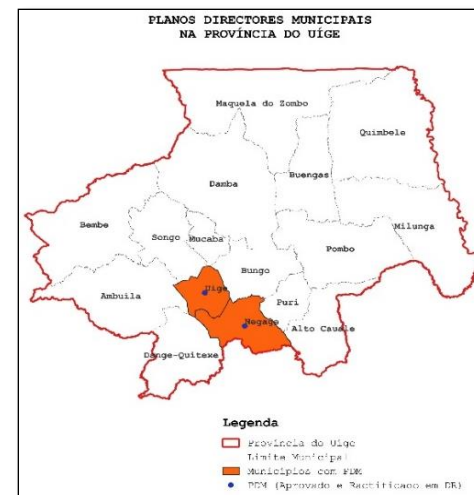 PLANOS DIRECTORES MUNICIPAIS
NA PROVÍNCIA DO UÍGE
Maquela do Zombo
Quimbele
Buengas
Damba
Bembe
Songo
Mucaba
Milunga
Pombo
Bungo
Ambuila
Uíge
Puri
Negage
Alto Cauale
Dange-Quitexe
Legenda
Província do Uíge
Limite Municipal
Municípios com PDM
PDM (Aprovado e Ractificado em DR)